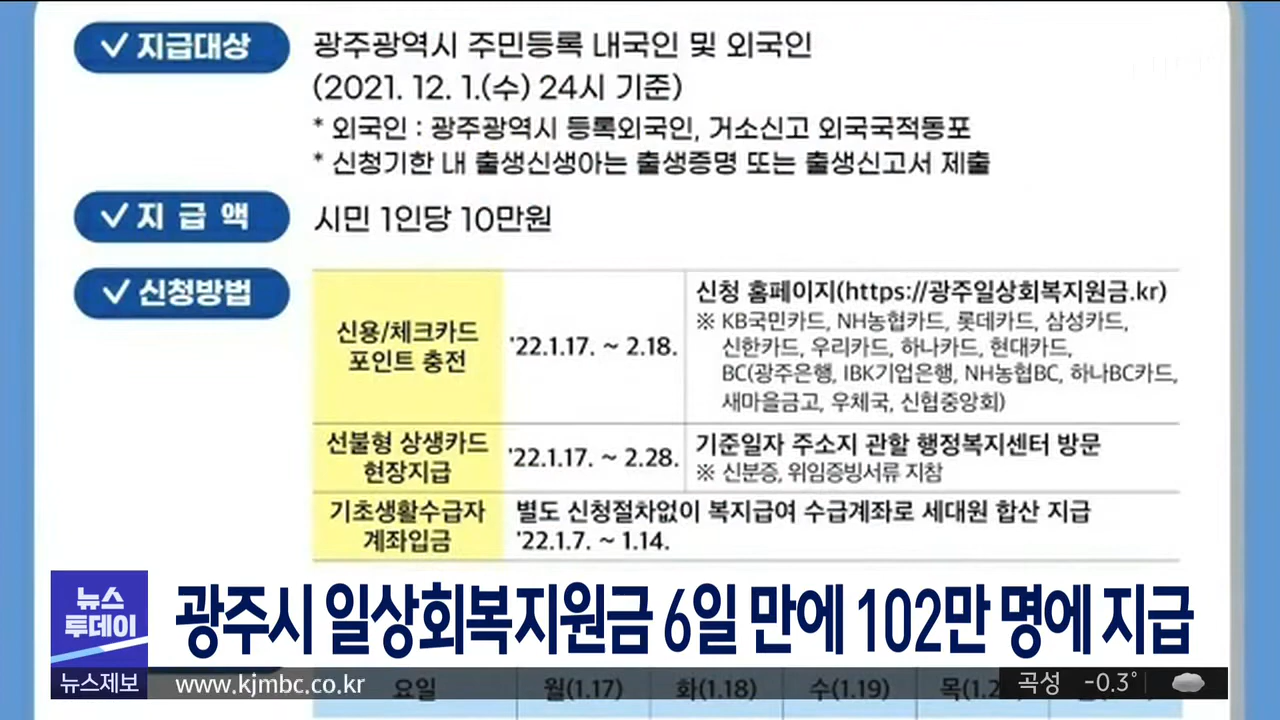 ✓ 지급대상
광주광역시 주민등록 내국인 및 외국인
(2021. 12. 1.(수) 24시 기준)
* 외국인 : 광주광역시 등록외국인, 거소신고 외국국적동포
* 신청기한 내 출생신생아는 출생증명 또는 출생신고서 제출
✓ 지 급 액
시민 1인당 10만원
✓ 신청방법
신용/체크카드
포인트 충전
'22.1.17. ~ 2.18.
신청 홈페이지(https://광주일상회복지원금.kr)
※ KB국민카드, NH농협카드, 롯데카드, 삼성카드,
신한카드, 우리카드, 하나카드, 현대카드,
BC(광주은행, IBK기업은행, NH농협BC, 하나BC카드,
새마을금고, 우체국, 신협중앙회)
선불형 상생카드
현장지급
'22.1.17. ~ 2.28.
기준일자 주소지 관할 행정복지센터 방문
※ 신분증, 위임증빙서류 지참
기초생활수급자
계좌입금
별도 신청절차없이 복지급여 수급계좌로 세대원 합산 지급
'22.1.7. ~ 1.14.
뉴스
투데이
광주시 일상회복지원금 6일 만에 102만 명에 지급
뉴스제보 www.kjmbc.co.kr
곡성 -0.3°
요일 월(1.17) 화(1.18) 수(1.19)